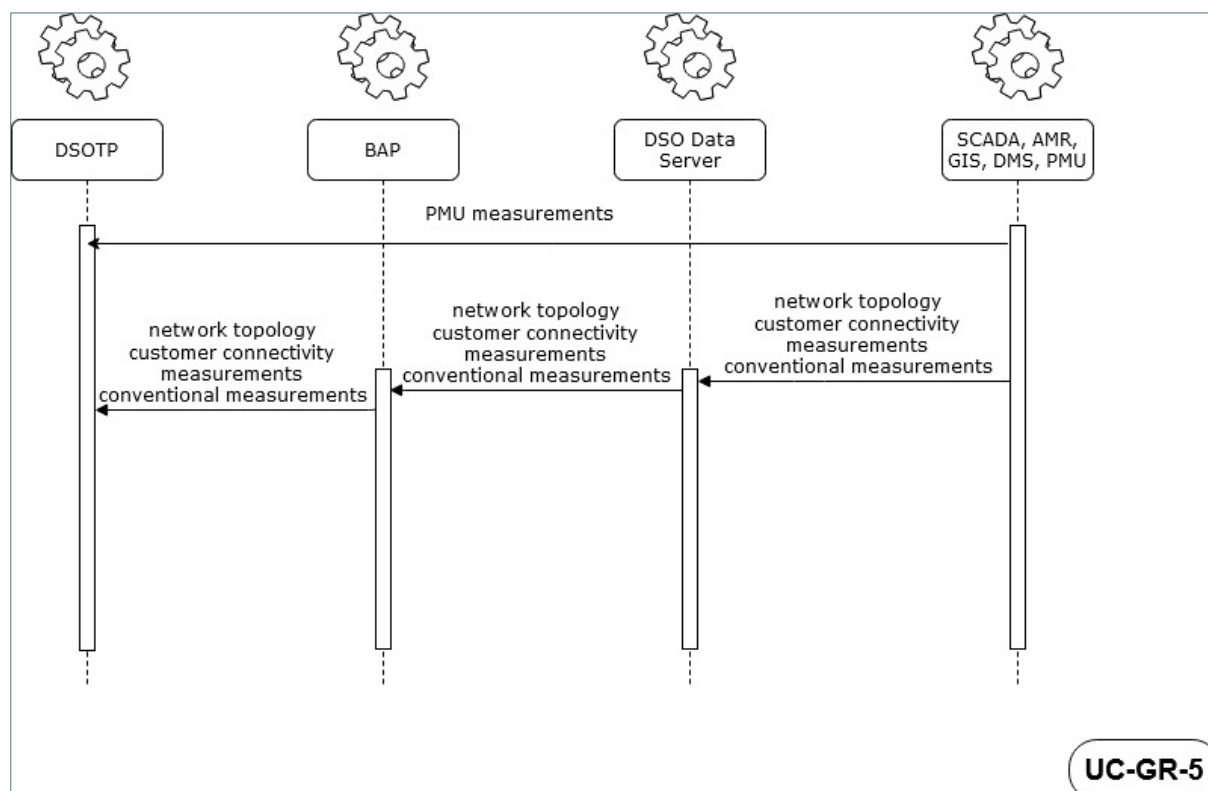 DSOTP
BAP
DSO Data
Server
SCADA, AMR,
GIS, DMS, PMU
PMU measurements
network topology
customer connectivity
measurements
conventional measurements
network topology
customer connectivity
measurements
conventional measurements
network topology
customer connectivity
measurements
conventional measurements
UC-GR-5